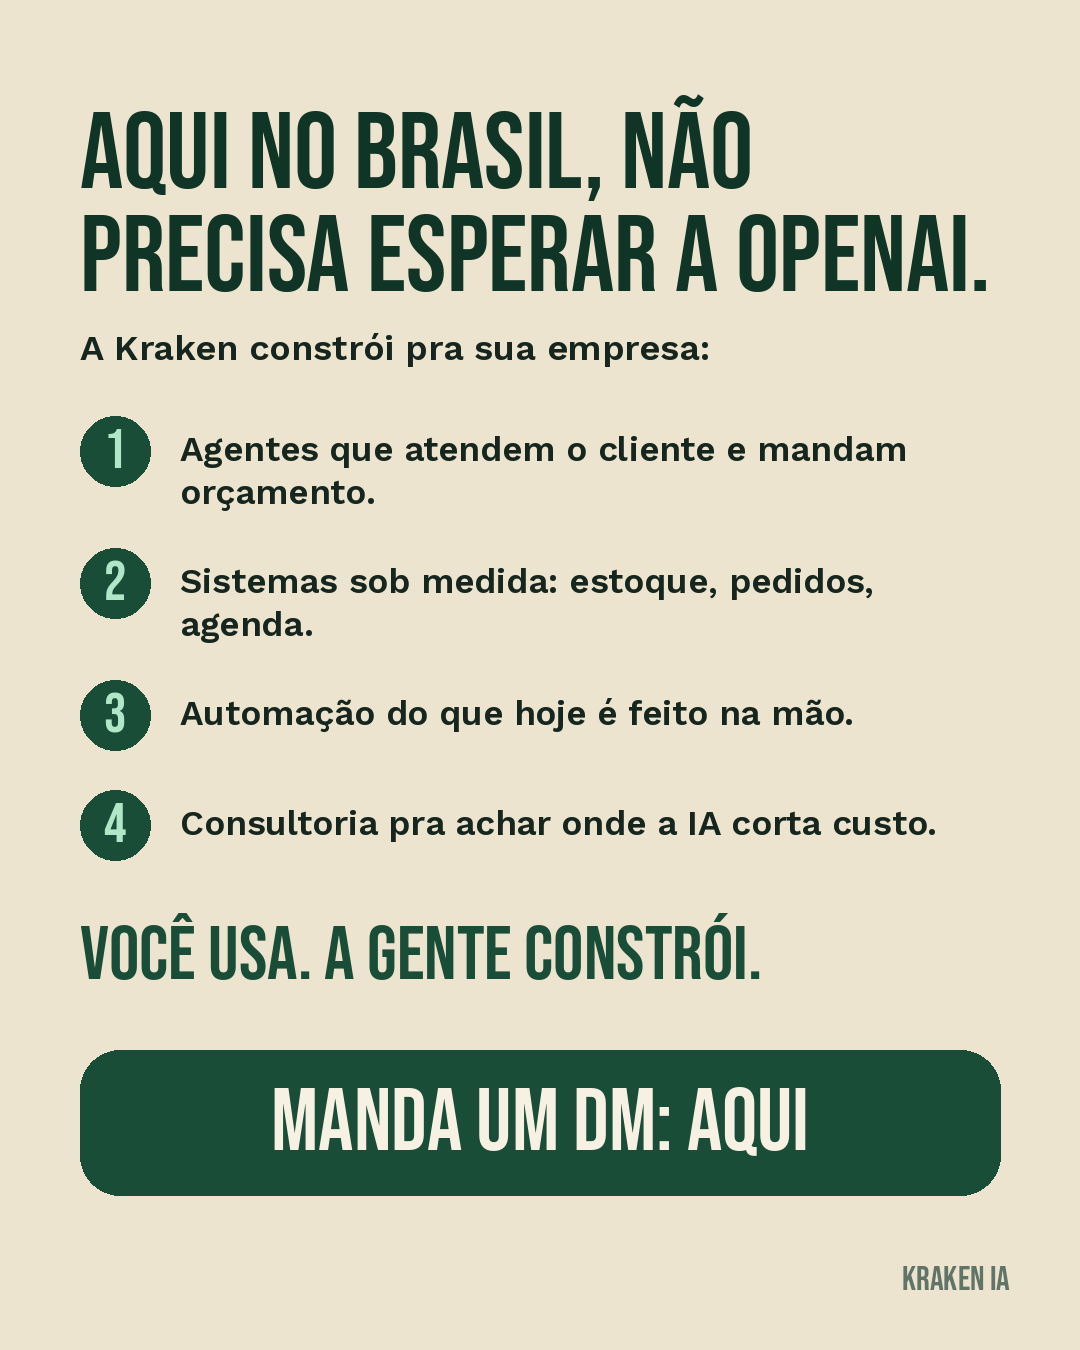 AQUI NO BRASIL, NÃO
PRECISA ESPERAR A OPENAI.
A Kraken constrói pra sua empresa:
1 Agentes que atendem o cliente e mandam
orçamento.
2 Sistemas sob medida: estoque, pedidos,
agenda.
3 Automação do que hoje é feito na mão.
4 Consultoria pra achar onde a IA corta custo.
VOCÊ USA. A GENTE CONSTRÓI.
MANDA UM DM: AQUI
KRAKEN IA